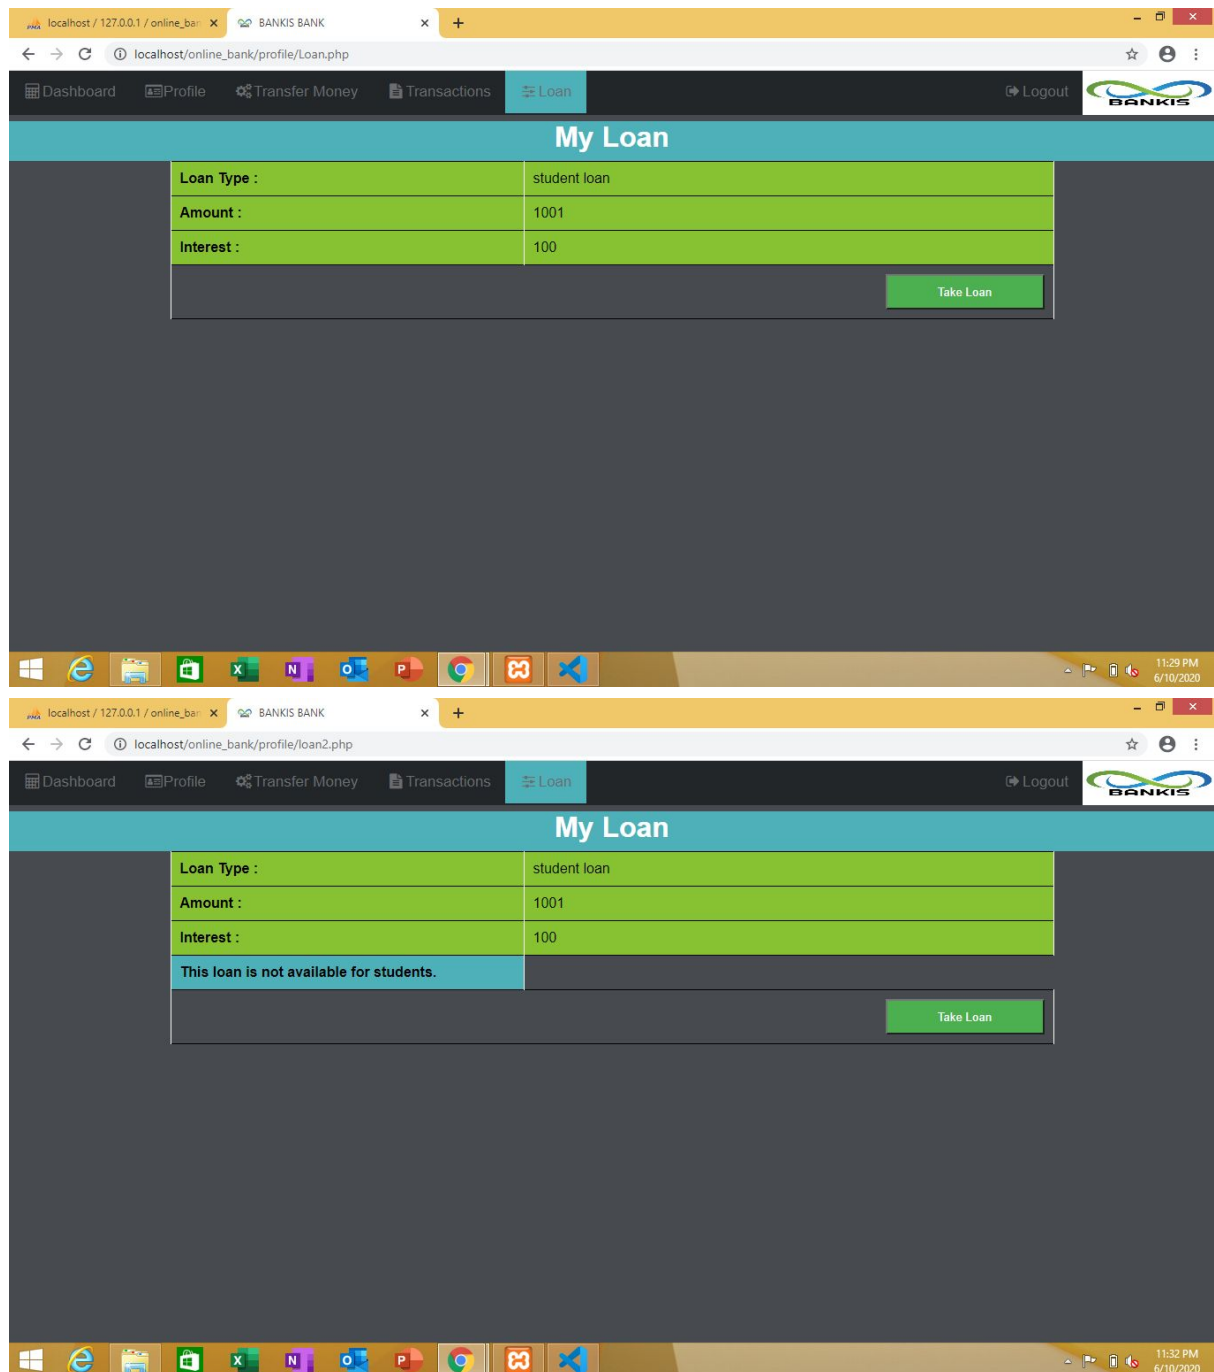 localhost / 127.0.0.1 / online_ban
BANKIS BANK
localhost/online_bank/profile/Loan.php
Dashboard Profile Transfer Money Transactions Loan Logout BANKIS
My Loan
Loan Type : student loan
Amount : 1001
Interest : 100
Take Loan
11:29 PM
6/10/2020
localhost / 127.0.0.1 / online_ban
BANKIS BANK
localhost/online_bank/profile/loan2.php
Dashboard Profile Transfer Money Transactions Loan Logout BANKIS
My Loan
Loan Type : student loan
Amount : 1001
Interest : 100
This loan is not available for students.
Take Loan
11:32 PM
6/10/2020